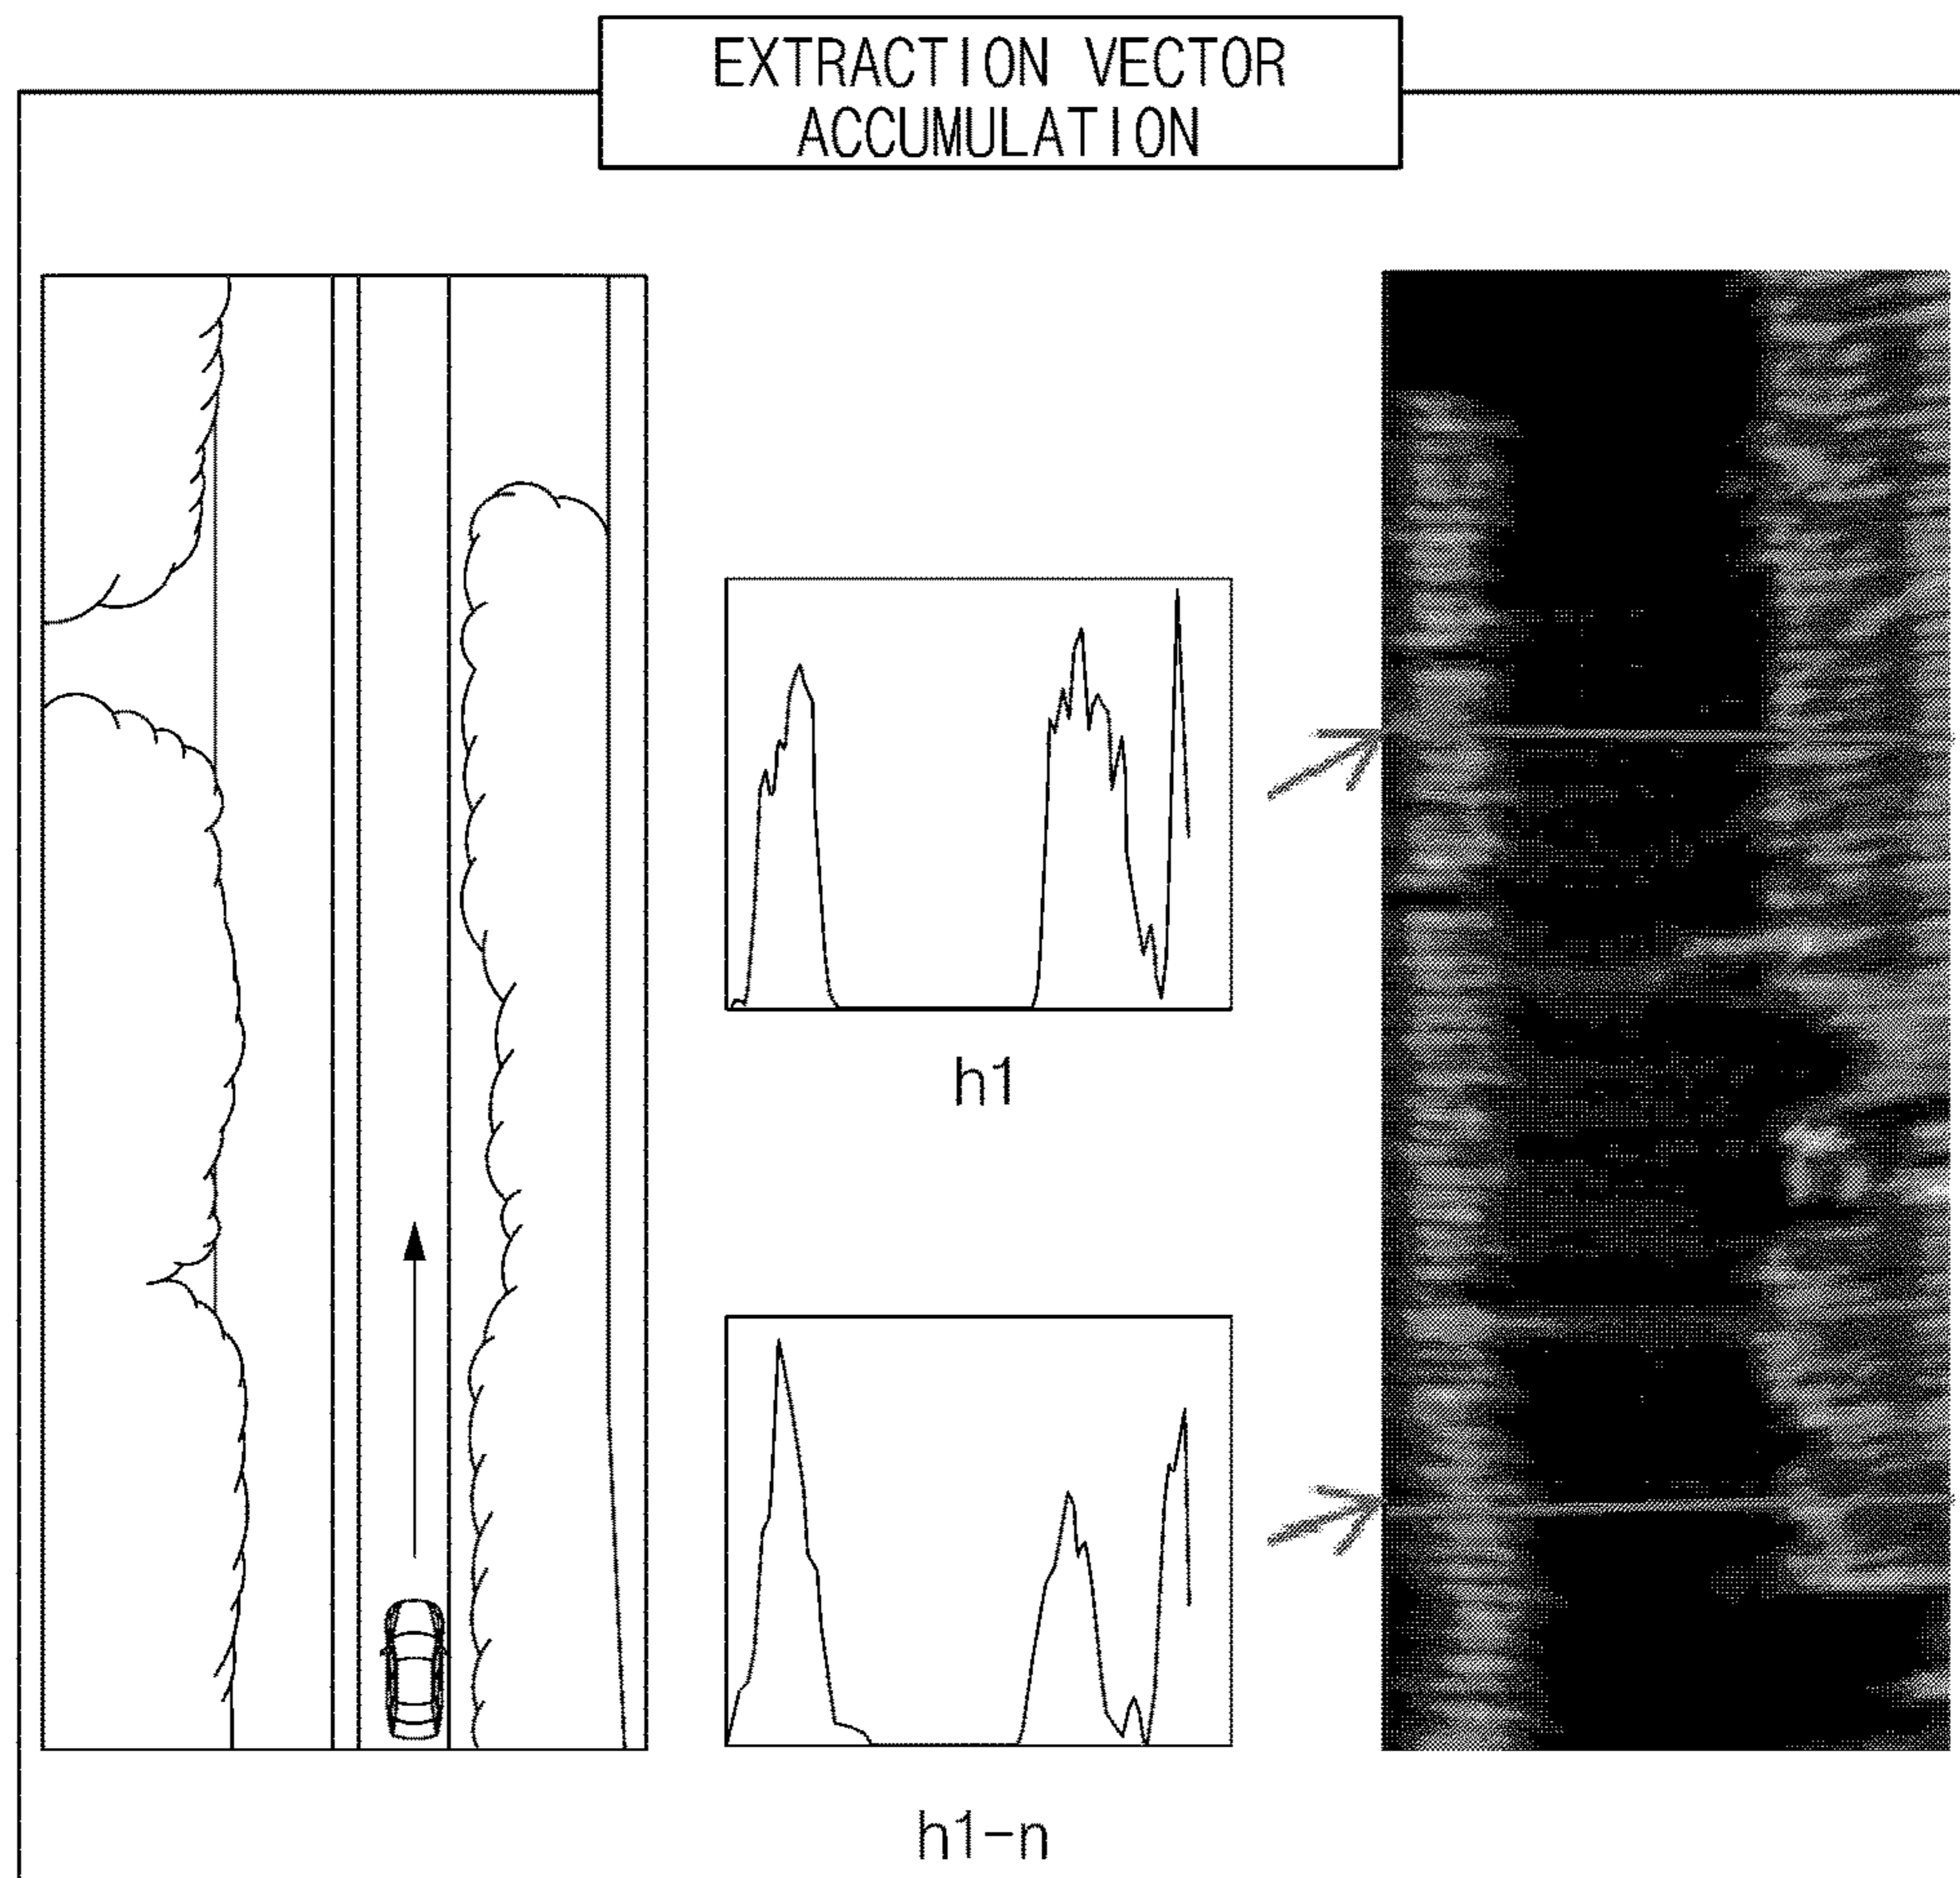 EXTRACTION VECTOR
ACCUMULATION
h1
h1-n